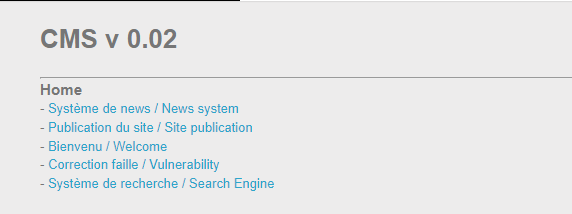 CMS v 0.02
Home
- Système de news / News system
- Publication du site / Site publication
- Bienvenu / Welcome
- Correction faille / Vulnerability
- Système de recherche / Search Engine